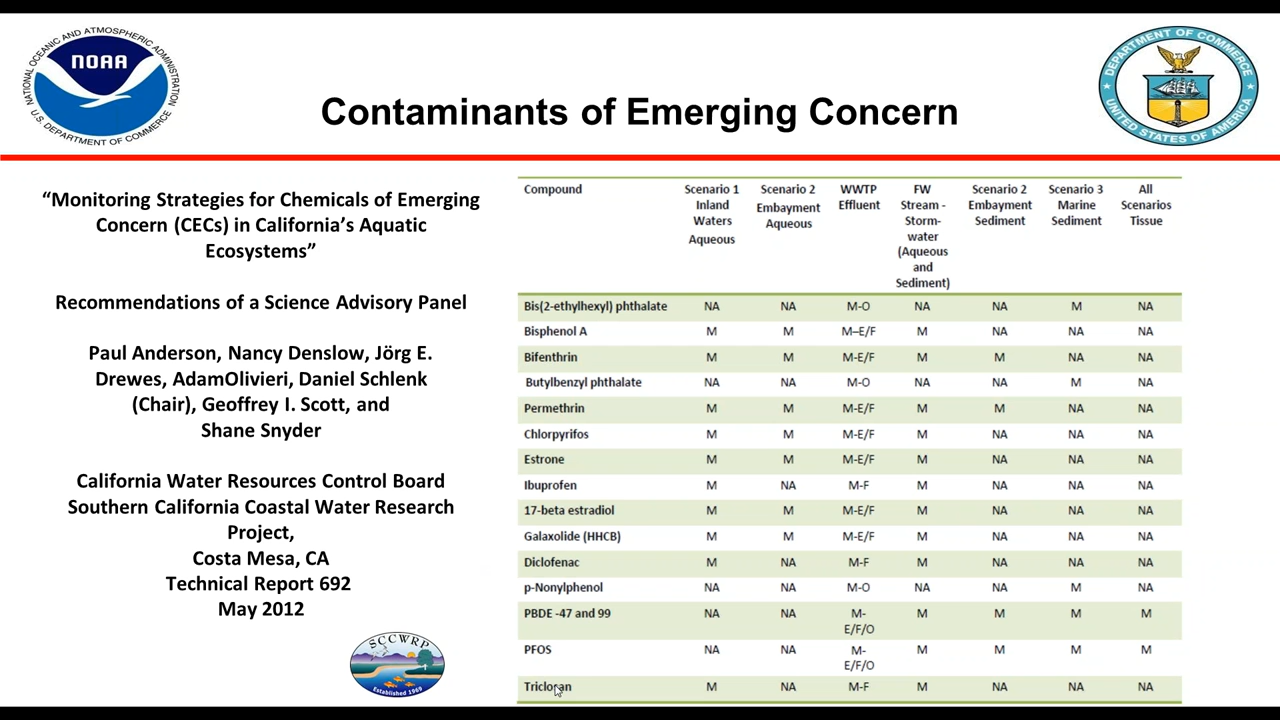 NATIONAL OCEANIC AND ATMOSPHERIC ADMINISTRATION
NOAA
U.S. DEPARTMENT OF COMMERCE
Contaminants of Emerging Concern
DEPARTMENT OF COMMERCE
UNITED STATES OF AMERICA
“Monitoring Strategies for Chemicals of Emerging
Concern (CECs) in California’s Aquatic
Ecosystems”
Recommendations of a Science Advisory Panel
Paul Anderson, Nancy Denslow, Jörg E.
Drewes, AdamOlivieri, Daniel Schlenk
(Chair), Geoffrey I. Scott, and
Shane Snyder
California Water Resources Control Board
Southern California Coastal Water Research
Project,
Costa Mesa, CA
Technical Report 692
May 2012
SCCWRP
Established 1969
Compound
Scenario 1
Inland
Waters
Aqueous
Scenario 2
Embayment
Aqueous
WWTP
Effluent
FW
Stream -
Storm-
water
(Aqueous
and
Sediment)
Scenario 2
Embayment
Sediment
Scenario 3
Marine
Sediment
All
Scenarios
Tissue
Bis(2-ethylhexyl) phthalate NA NA M-O NA NA M NA
Bisphenol A M M M–E/F M NA NA NA
Bifenthrin M M M-E/F M M NA NA
Butylbenzyl phthalate NA NA M-O NA NA M NA
Permethrin M M M-E/F M M NA NA
Chlorpyrifos M M M-E/F M NA NA NA
Estrone M M M-E/F M NA NA NA
Ibuprofen M NA M-F M NA NA NA
17-beta estradiol M M M-E/F M NA NA NA
Galaxolide (HHCB) M M M-E/F M NA NA NA
Diclofenac M NA M-F M NA NA NA
p-Nonylphenol NA NA M-O NA NA M NA
PBDE -47 and 99 NA NA M- M M M M
E/F/O
PFOS NA NA M- M M M M
E/F/O
Triclosan M NA M-F M NA NA NA